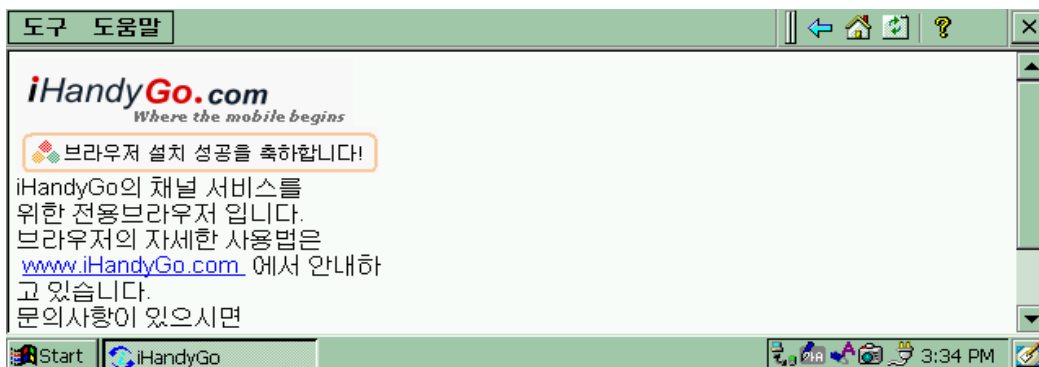 도구 도움말
iHandyGo.com
Where the mobile begins
브라우저 설치 성공을 축하합니다!
iHandyGo의 채널 서비스를
위한 전용브라우저 입니다.
브라우저의 자세한 사용법은
www.iHandyGo.com 에서 안내하
고 있습니다.
문의사항이 있으시면
Start iHandyGo 3:34 PM